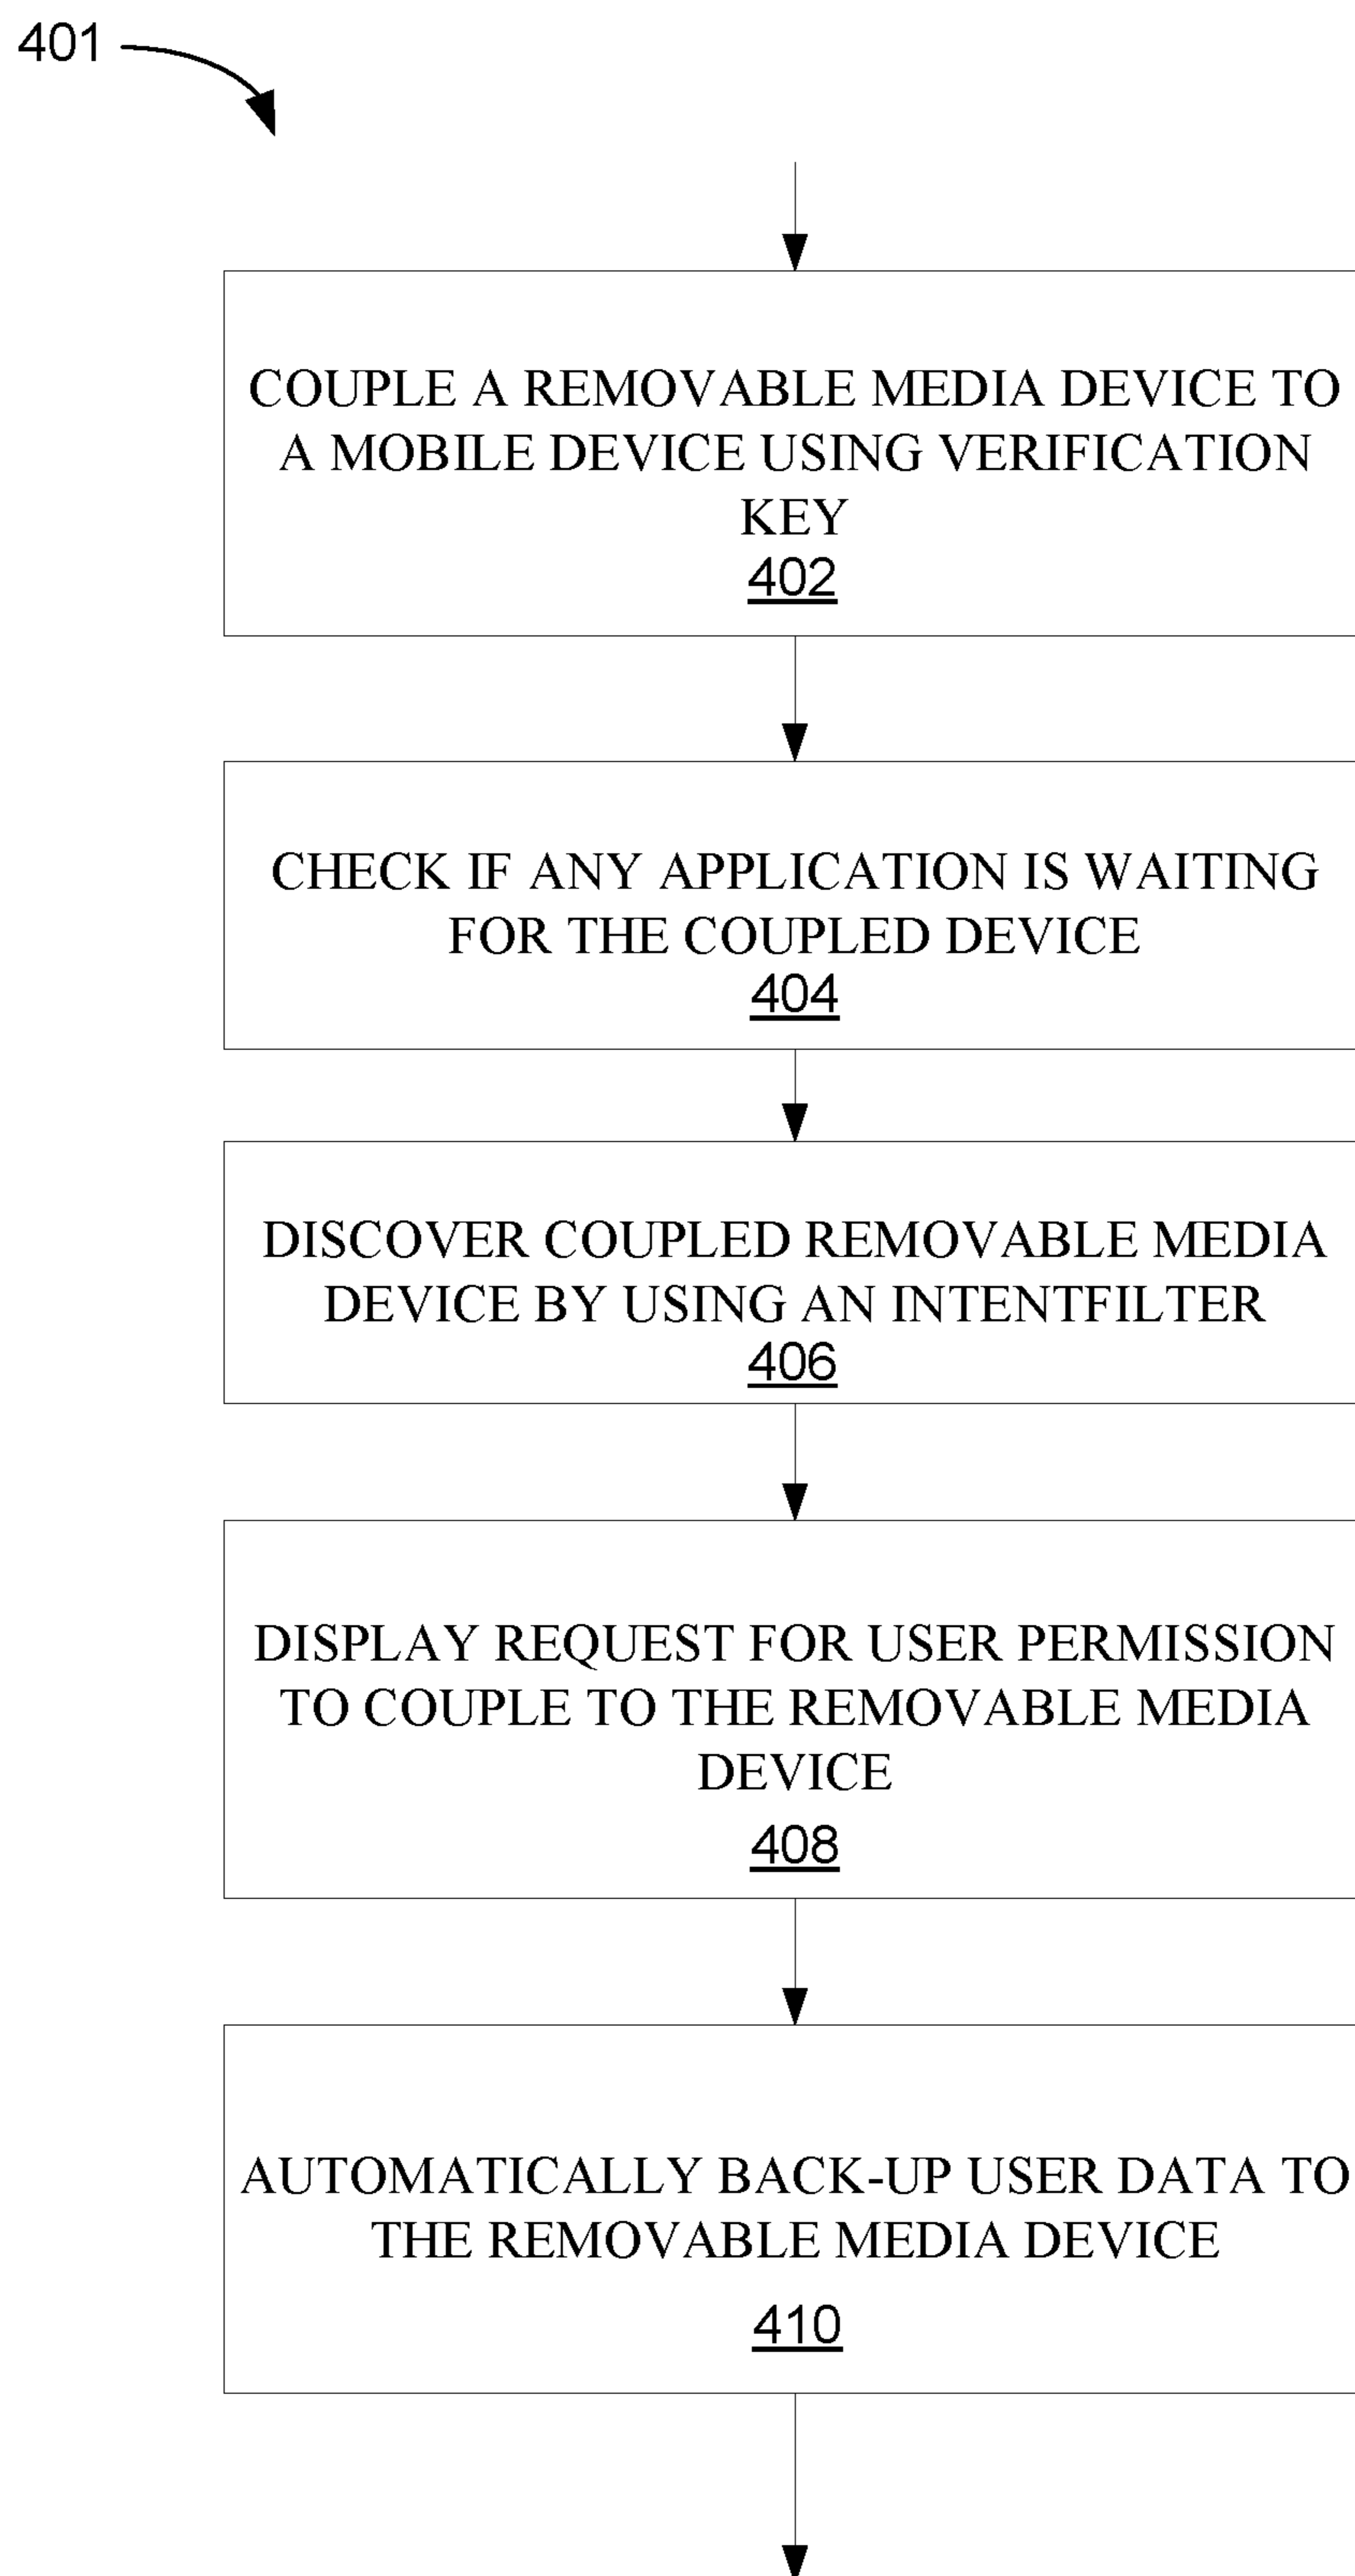 401
COUPLE A REMOVABLE MEDIA DEVICE TO
A MOBILE DEVICE USING VERIFICATION
KEY
402
CHECK IF ANY APPLICATION IS WAITING
FOR THE COUPLED DEVICE
404
DISCOVER COUPLED REMOVABLE MEDIA
DEVICE BY USING AN INTENTFILTER
406
DISPLAY REQUEST FOR USER PERMISSION
TO COUPLE TO THE REMOVABLE MEDIA
DEVICE
408
AUTOMATICALLY BACK-UP USER DATA TO
THE REMOVABLE MEDIA DEVICE
410